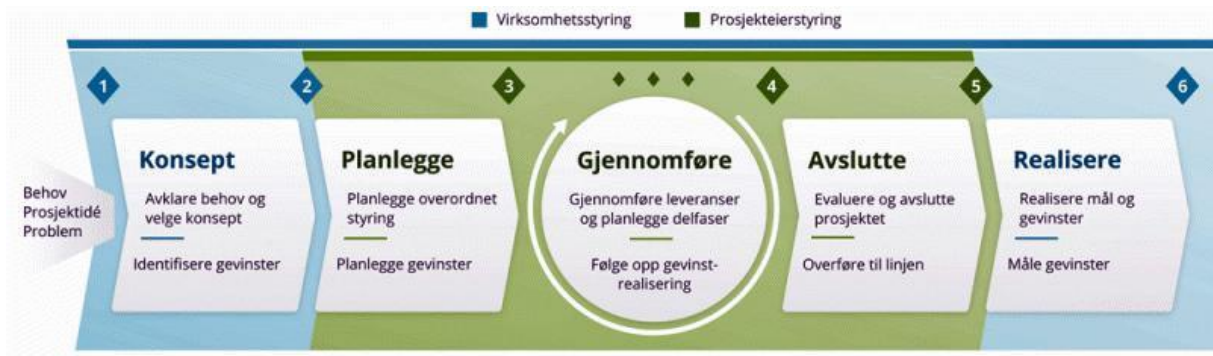 Virksomhetsstyring
Prosjekteierstyring
1
2
3
4
5
6
Behov
Prosjektidé
Problem
Konsept
Avklare behov og
velge konsept
Identifisere gevinster
Planlegge
Planlegge overordnet
styring
Planlegge gevinster
Gjennomføre
Gjennomføre leveranser
og planlegge delfaser
Følge opp gevinst-
realisering
Avslutte
Evaluere og avslutte
prosjektet
Overføre til linjen
Realisere
Realisere mål og
gevinster
Måle gevinster